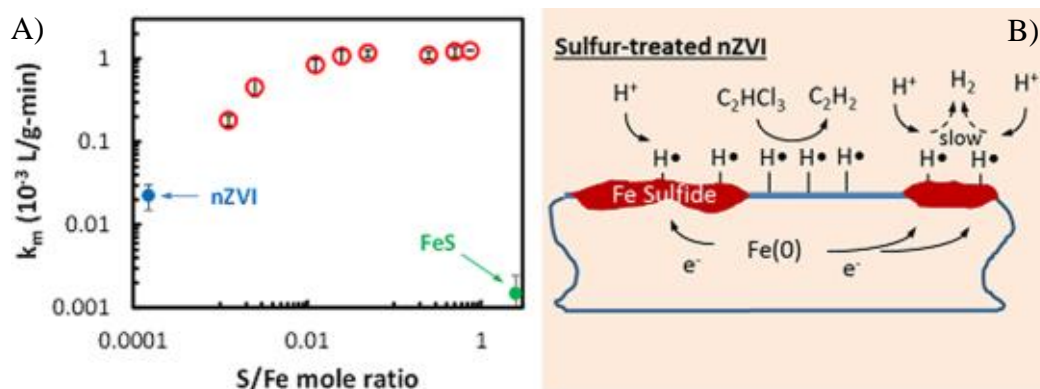 A)
k_m (10^-3 L/g-min)
1
0.1
0.01
0.001
nZVI
FeS
0.0001
0.01
1
S/Fe mole ratio
B)
Sulfur-treated nZVI
H⁺
C₂HCl₃
C₂H₂
H⁺
H₂
H⁺
slow
H• H• H• H• H• H• H•
Fe Sulfide
e⁻
Fe(0)
e⁻